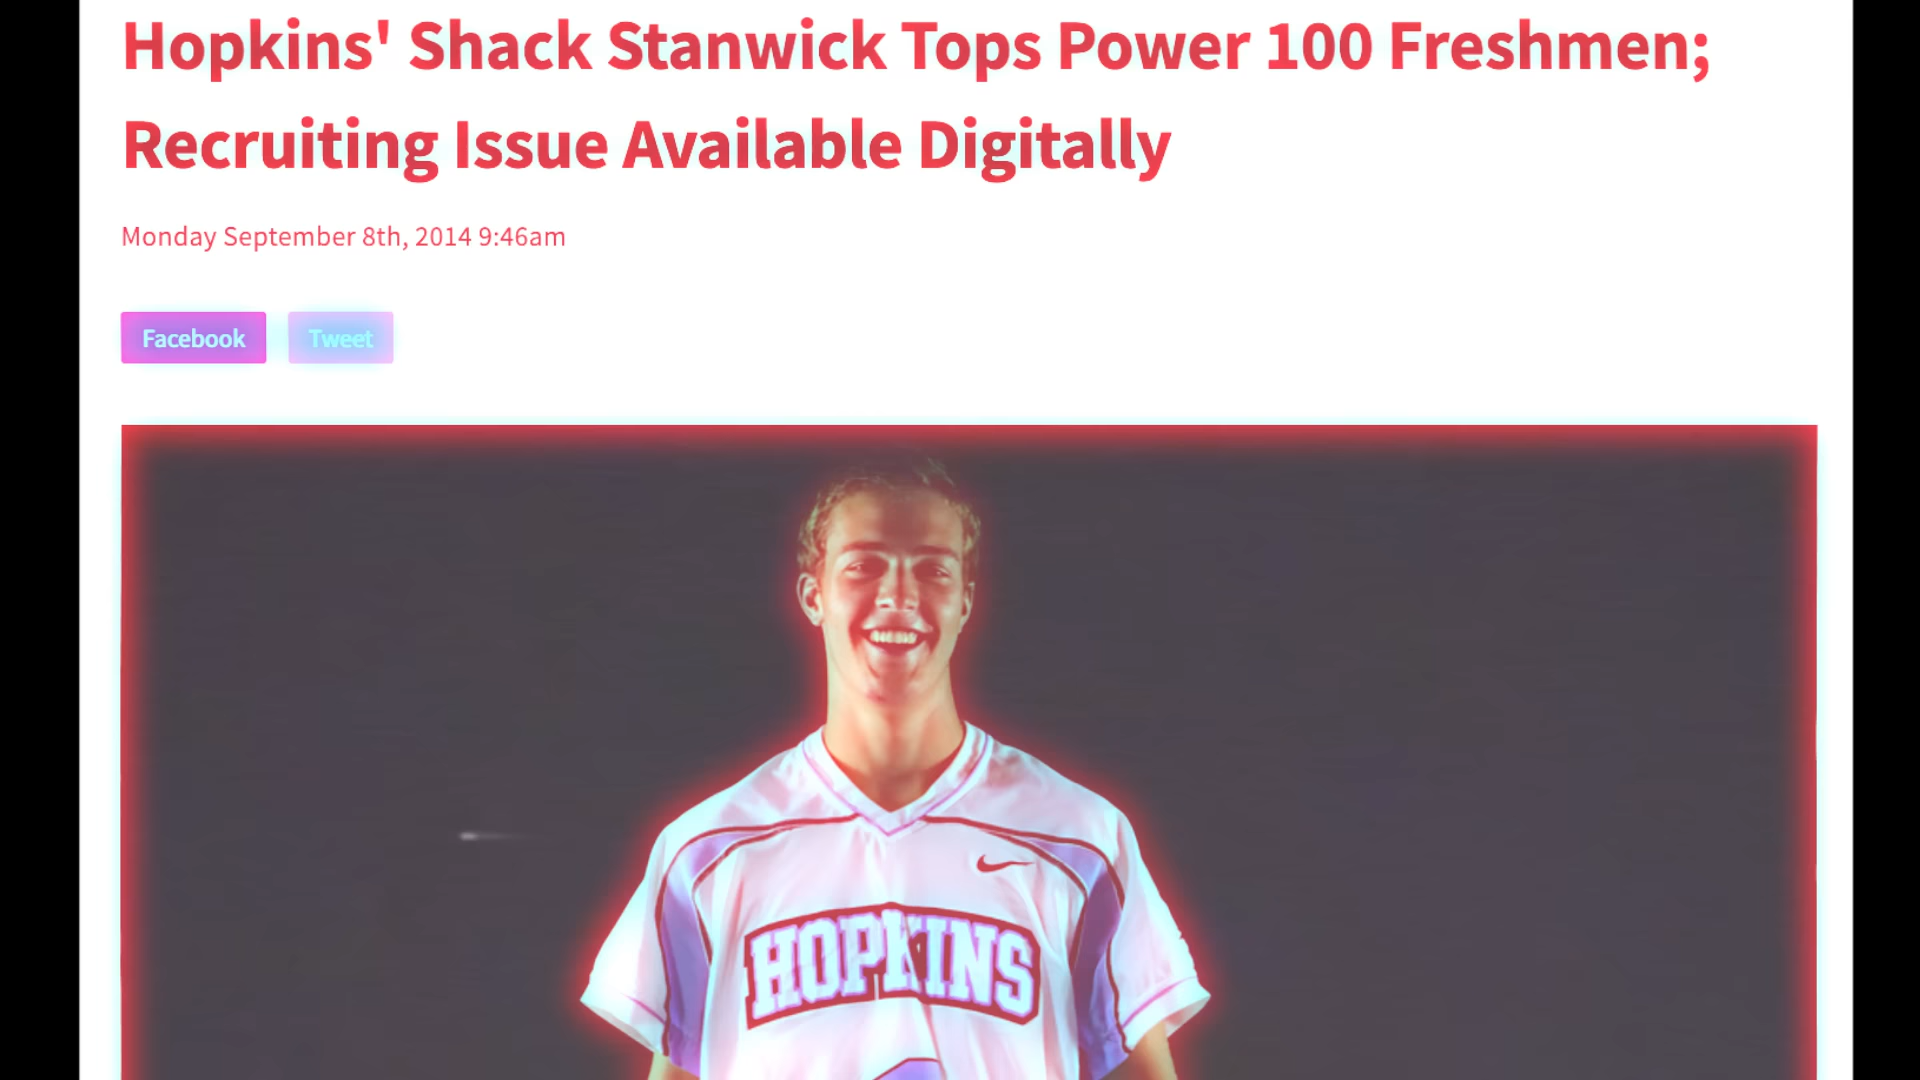 Hopkins' Shack Stanwick Tops Power 100 Freshmen;
Recruiting Issue Available Digitally
Monday September 8th, 2014 9:46am
Facebook Tweet
HOPKINS